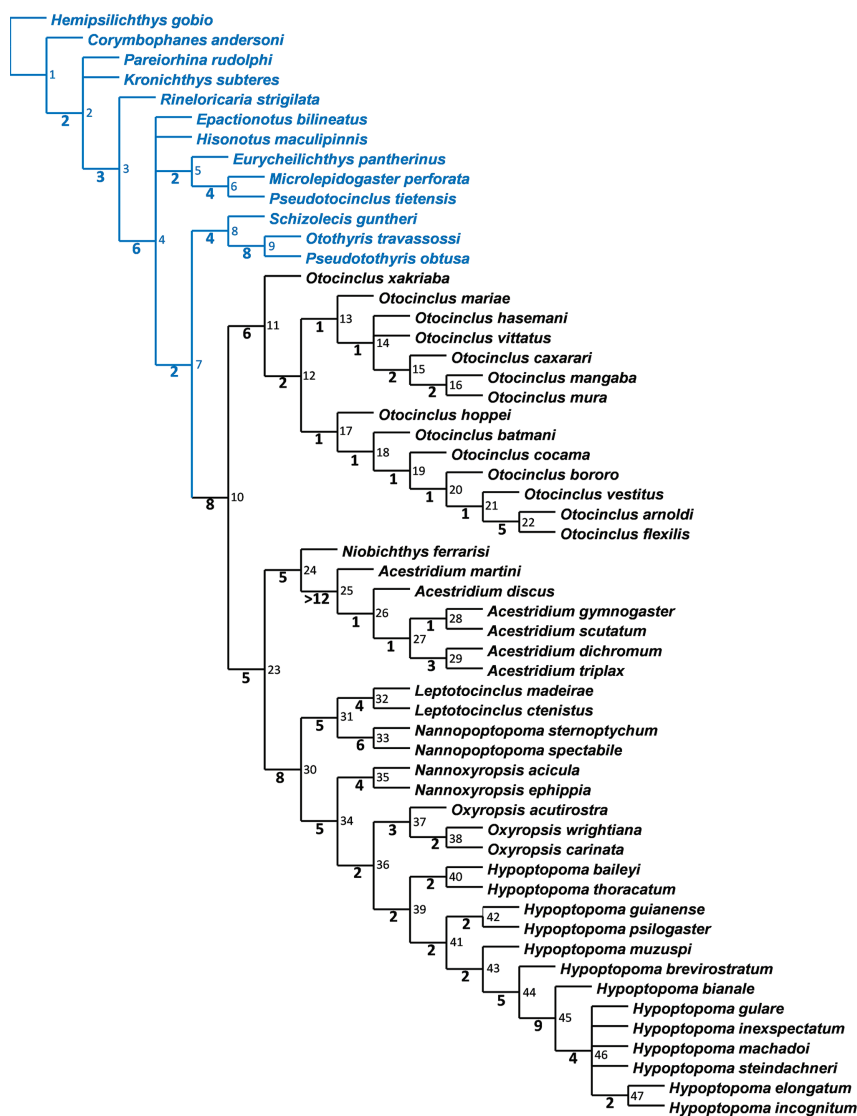 Hemipsilichthys gobio
Corymbophanes andersoni
Pareiorhina rudolphi
1
Kronichthys subteres
Rineloricaria strigilata
2
2
Epactionotus bilineatus
Hisonotus maculipinnis
Eurycheilichthys pantherinus
3
3
2
5
Microlepidogaster perforata
4
6
Pseudotocinclus tietensis
Schizolecis guntheri
4
8
Otothyris travassossi
6
4
8
9
Pseudotothyris obtusa
Otocinclus xakriaba
Otocinclus mariae
Otocinclus hasemani
1
13
6
11
Otocinclus vittatus
1
14
Otocinclus caxarari
2
7
2
15
Otocinclus mangaba
2
12
2
16
Otocinclus mura
Otocinclus hoppei
1
17
Otocinclus batmani
1
18
Otocinclus cocama
1
19
Otocinclus bororo
1
20
Otocinclus vestitus
8
10
1
21
Otocinclus arnoldi
5
22
Otocinclus flexilis
Niobichthys ferrarisi
5
24
Acestridium martini
>12
25
Acestridium discus
1
26
Acestridium gymnogaster
1
28
Acestridium scutatum
1
27
Acestridium dichromum
3
29
Acestridium triplax
5
23
Leptotocinclus madeirae
4
32
Leptotocinclus ctenistus
5
31
Nannopoptopoma sternoptychum
6
33
Nannopoptopoma spectabile
8
30
Nannoxyropsis acicula
4
35
Nannoxyropsis ephippia
Oxyropsis acutirostra
5
34
3
37
Oxyropsis wrightiana
2
38
Oxyropsis carinata
2
36
Hypoptopoma baileyi
2
40
Hypoptopoma thoracatum
2
39
Hypoptopoma guianense
2
42
Hypoptopoma psilogaster
2
41
Hypoptopoma muzuspi
2
43
Hypoptopoma brevirostratum
5
44
Hypoptopoma bianale
9
45
Hypoptopoma gulare
Hypoptopoma inexspectatum
Hypoptopoma machadoi
4
46
Hypoptopoma steindachneri
Hypoptopoma elongatum
2
47
Hypoptopoma incognitum